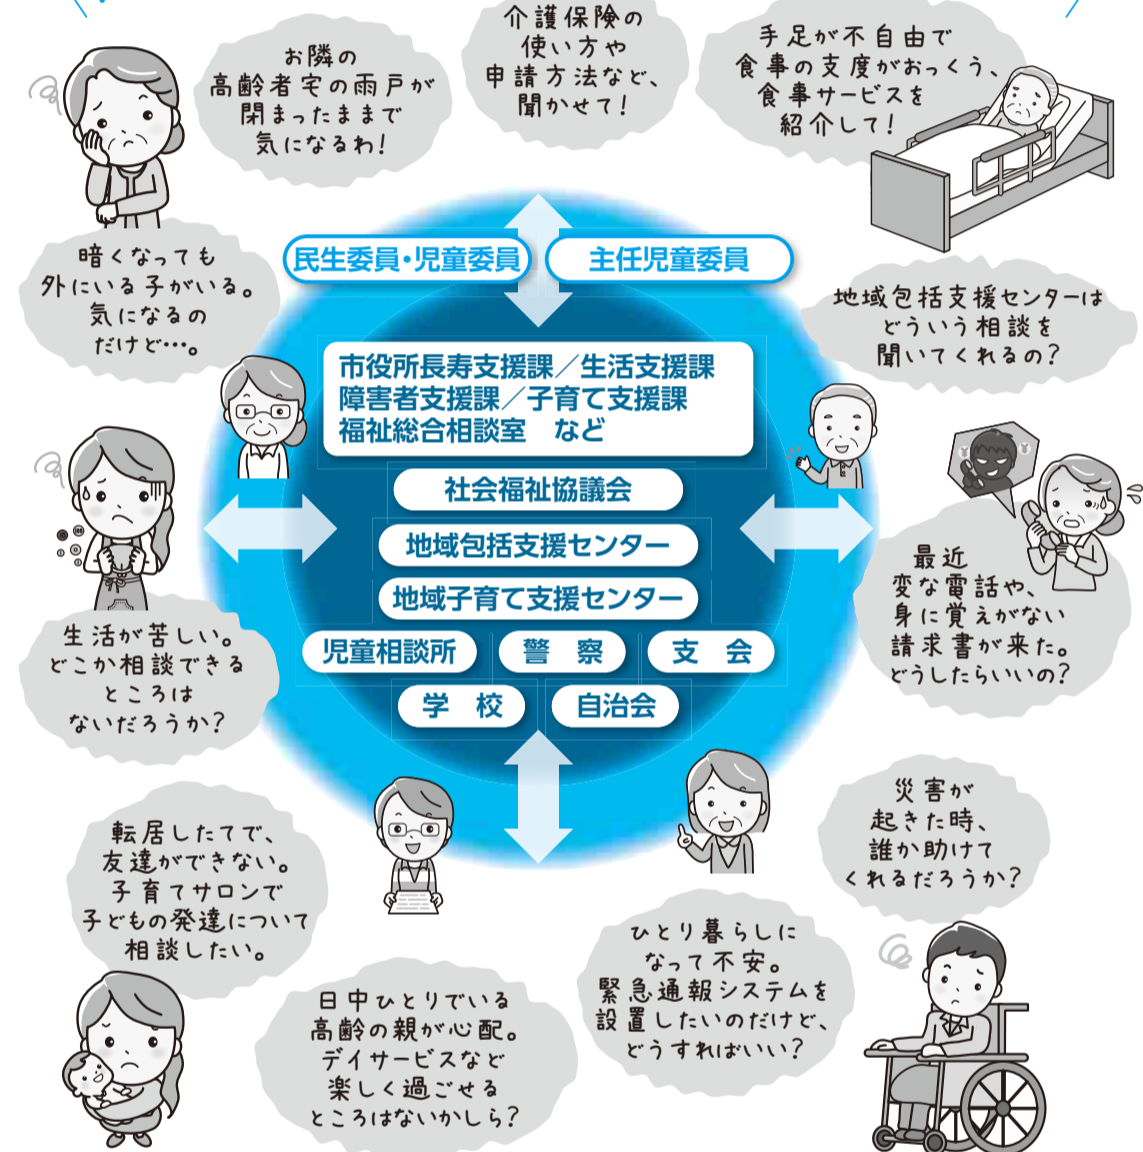 お隣の
高齢者宅の雨戸が
閉まったままで
気になるわ!
介護保険の
使い方や
申請方法など、
聞かせて!
手足が不自由で
食事の支度がおっくう、
食事サービスを
紹介して!
暗くなっても
外にいる子がいる。
気になるの
だけど…。
民生委員・児童委員
主任児童委員
地域包括支援センターは
どういう相談を
聞いてくれるの?
市役所長寿支援課/生活支援課
障害者支援課/子育て支援課
福祉総合相談室 など
社会福祉協議会
地域包括支援センター
地域子育て支援センター
児童相談所
警 察
支 会
学 校
自治会
生活が苦しい。
どこか相談できる
ところは
ないだろうか?
最近
変な電話や、
身に覚えがない
請求書が来た。
どうしたらいいの?
転居したてで、
友達ができない。
子育てサロンで
子どもの発達について
相談したい。
災害が
起きた時、
誰か助けて
くれるだろうか?
日中ひとりでいる
高齢の親が心配。
デイサービスなど
楽しく過ごせる
ところはないかしら?
ひとり暮らしに
なって不安。
緊急通報システムを
設置したいのだけど、
どうすればいい?